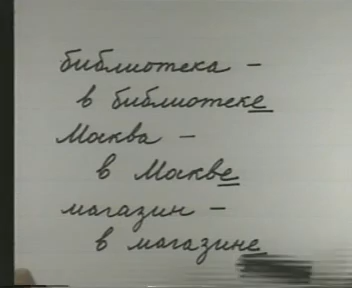 библиотека –
в библиотеке
Москва –
в Москве
магазин –
в магазине